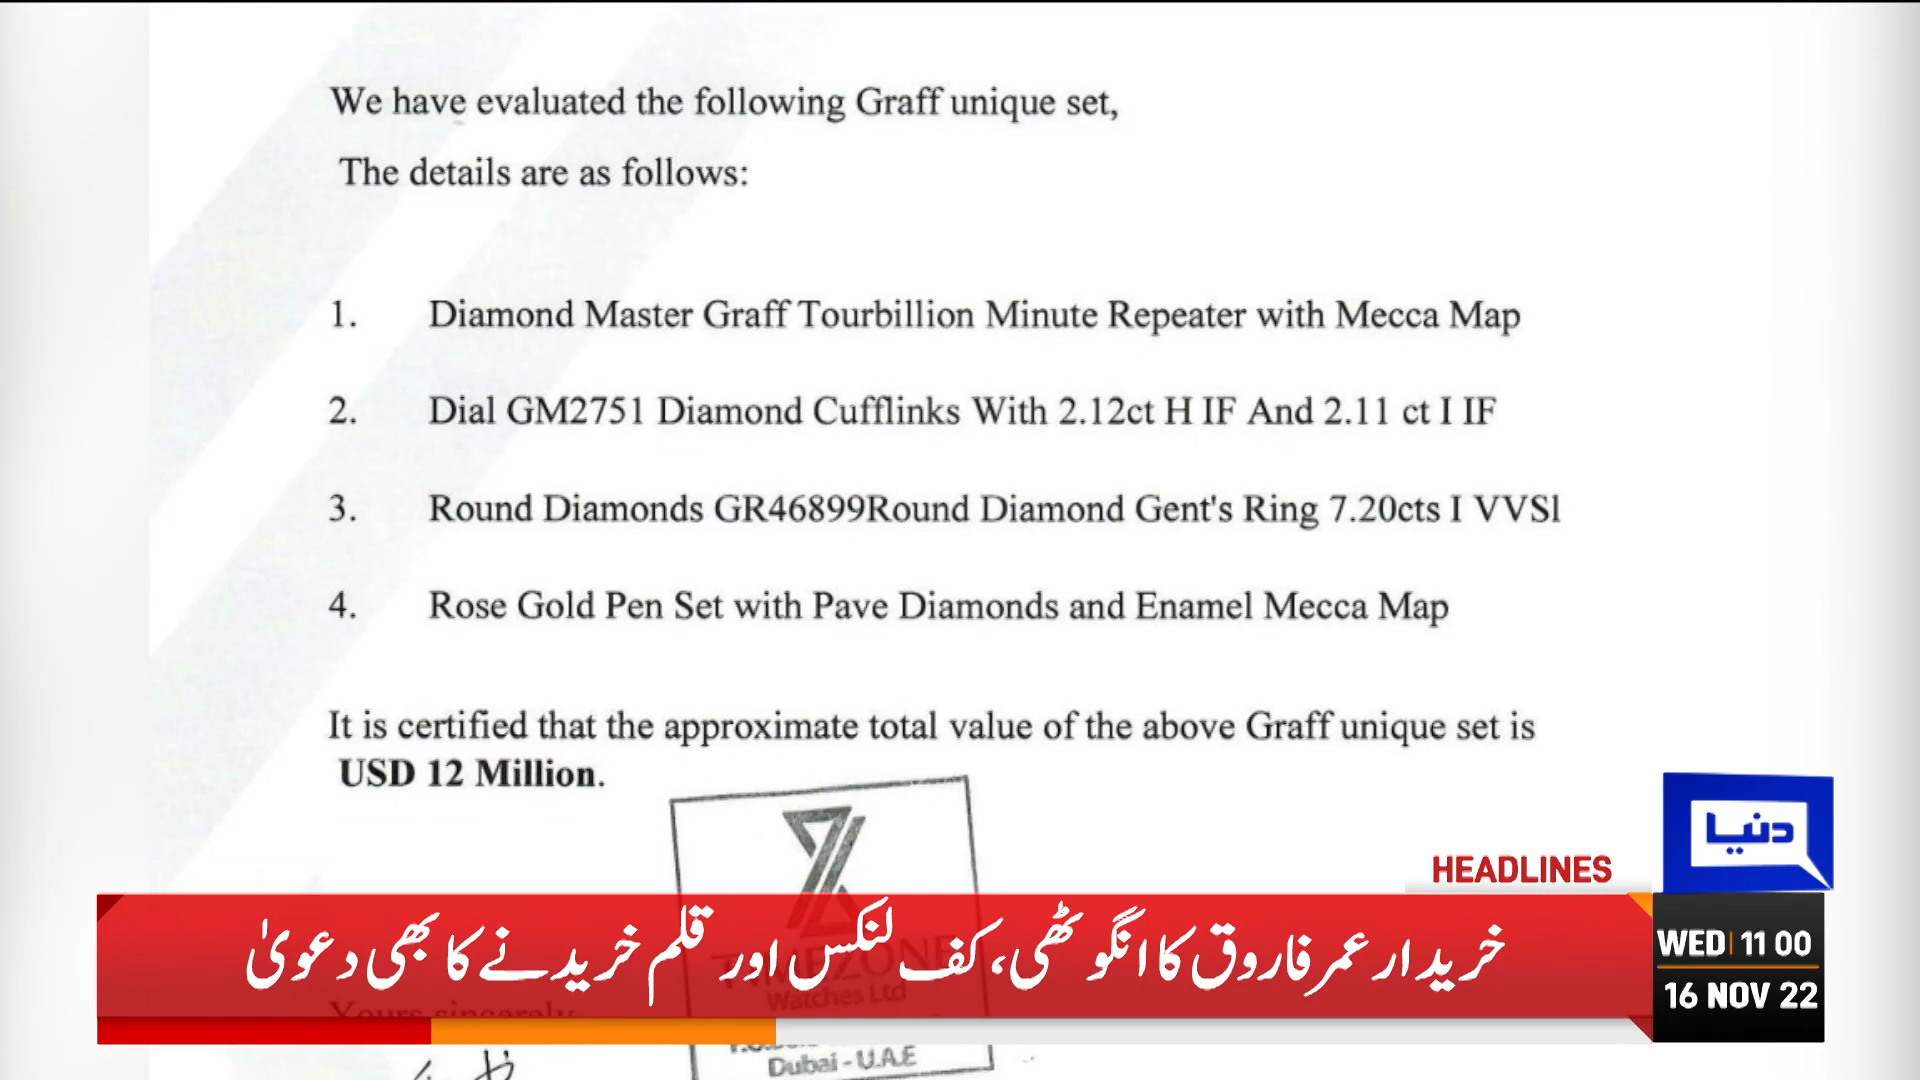 We have evaluated the following Graff unique set,
The details are as follows:
1. Diamond Master Graff Tourbillion Minute Repeater with Mecca Map
2. Dial GM2751 Diamond Cufflinks With 2.12ct H IF And 2.11 ct I IF
3. Round Diamonds GR46899Round Diamond Gent's Ring 7.20cts I VVSl
4. Rose Gold Pen Set with Pave Diamonds and Enamel Mecca Map
It is certified that the approximate total value of the above Graff unique set is
USD 12 Million.
دنیا
HEADLINES
خریدار عمر فاروق کا انگوٹھی، کف لنکس اور قلم خریدنے کا بھی دعویٰ
WED 11 00
16 NOV 22
TIMEZONE
Watches Ltd
Yours sincerely
Dubai - U.A.E